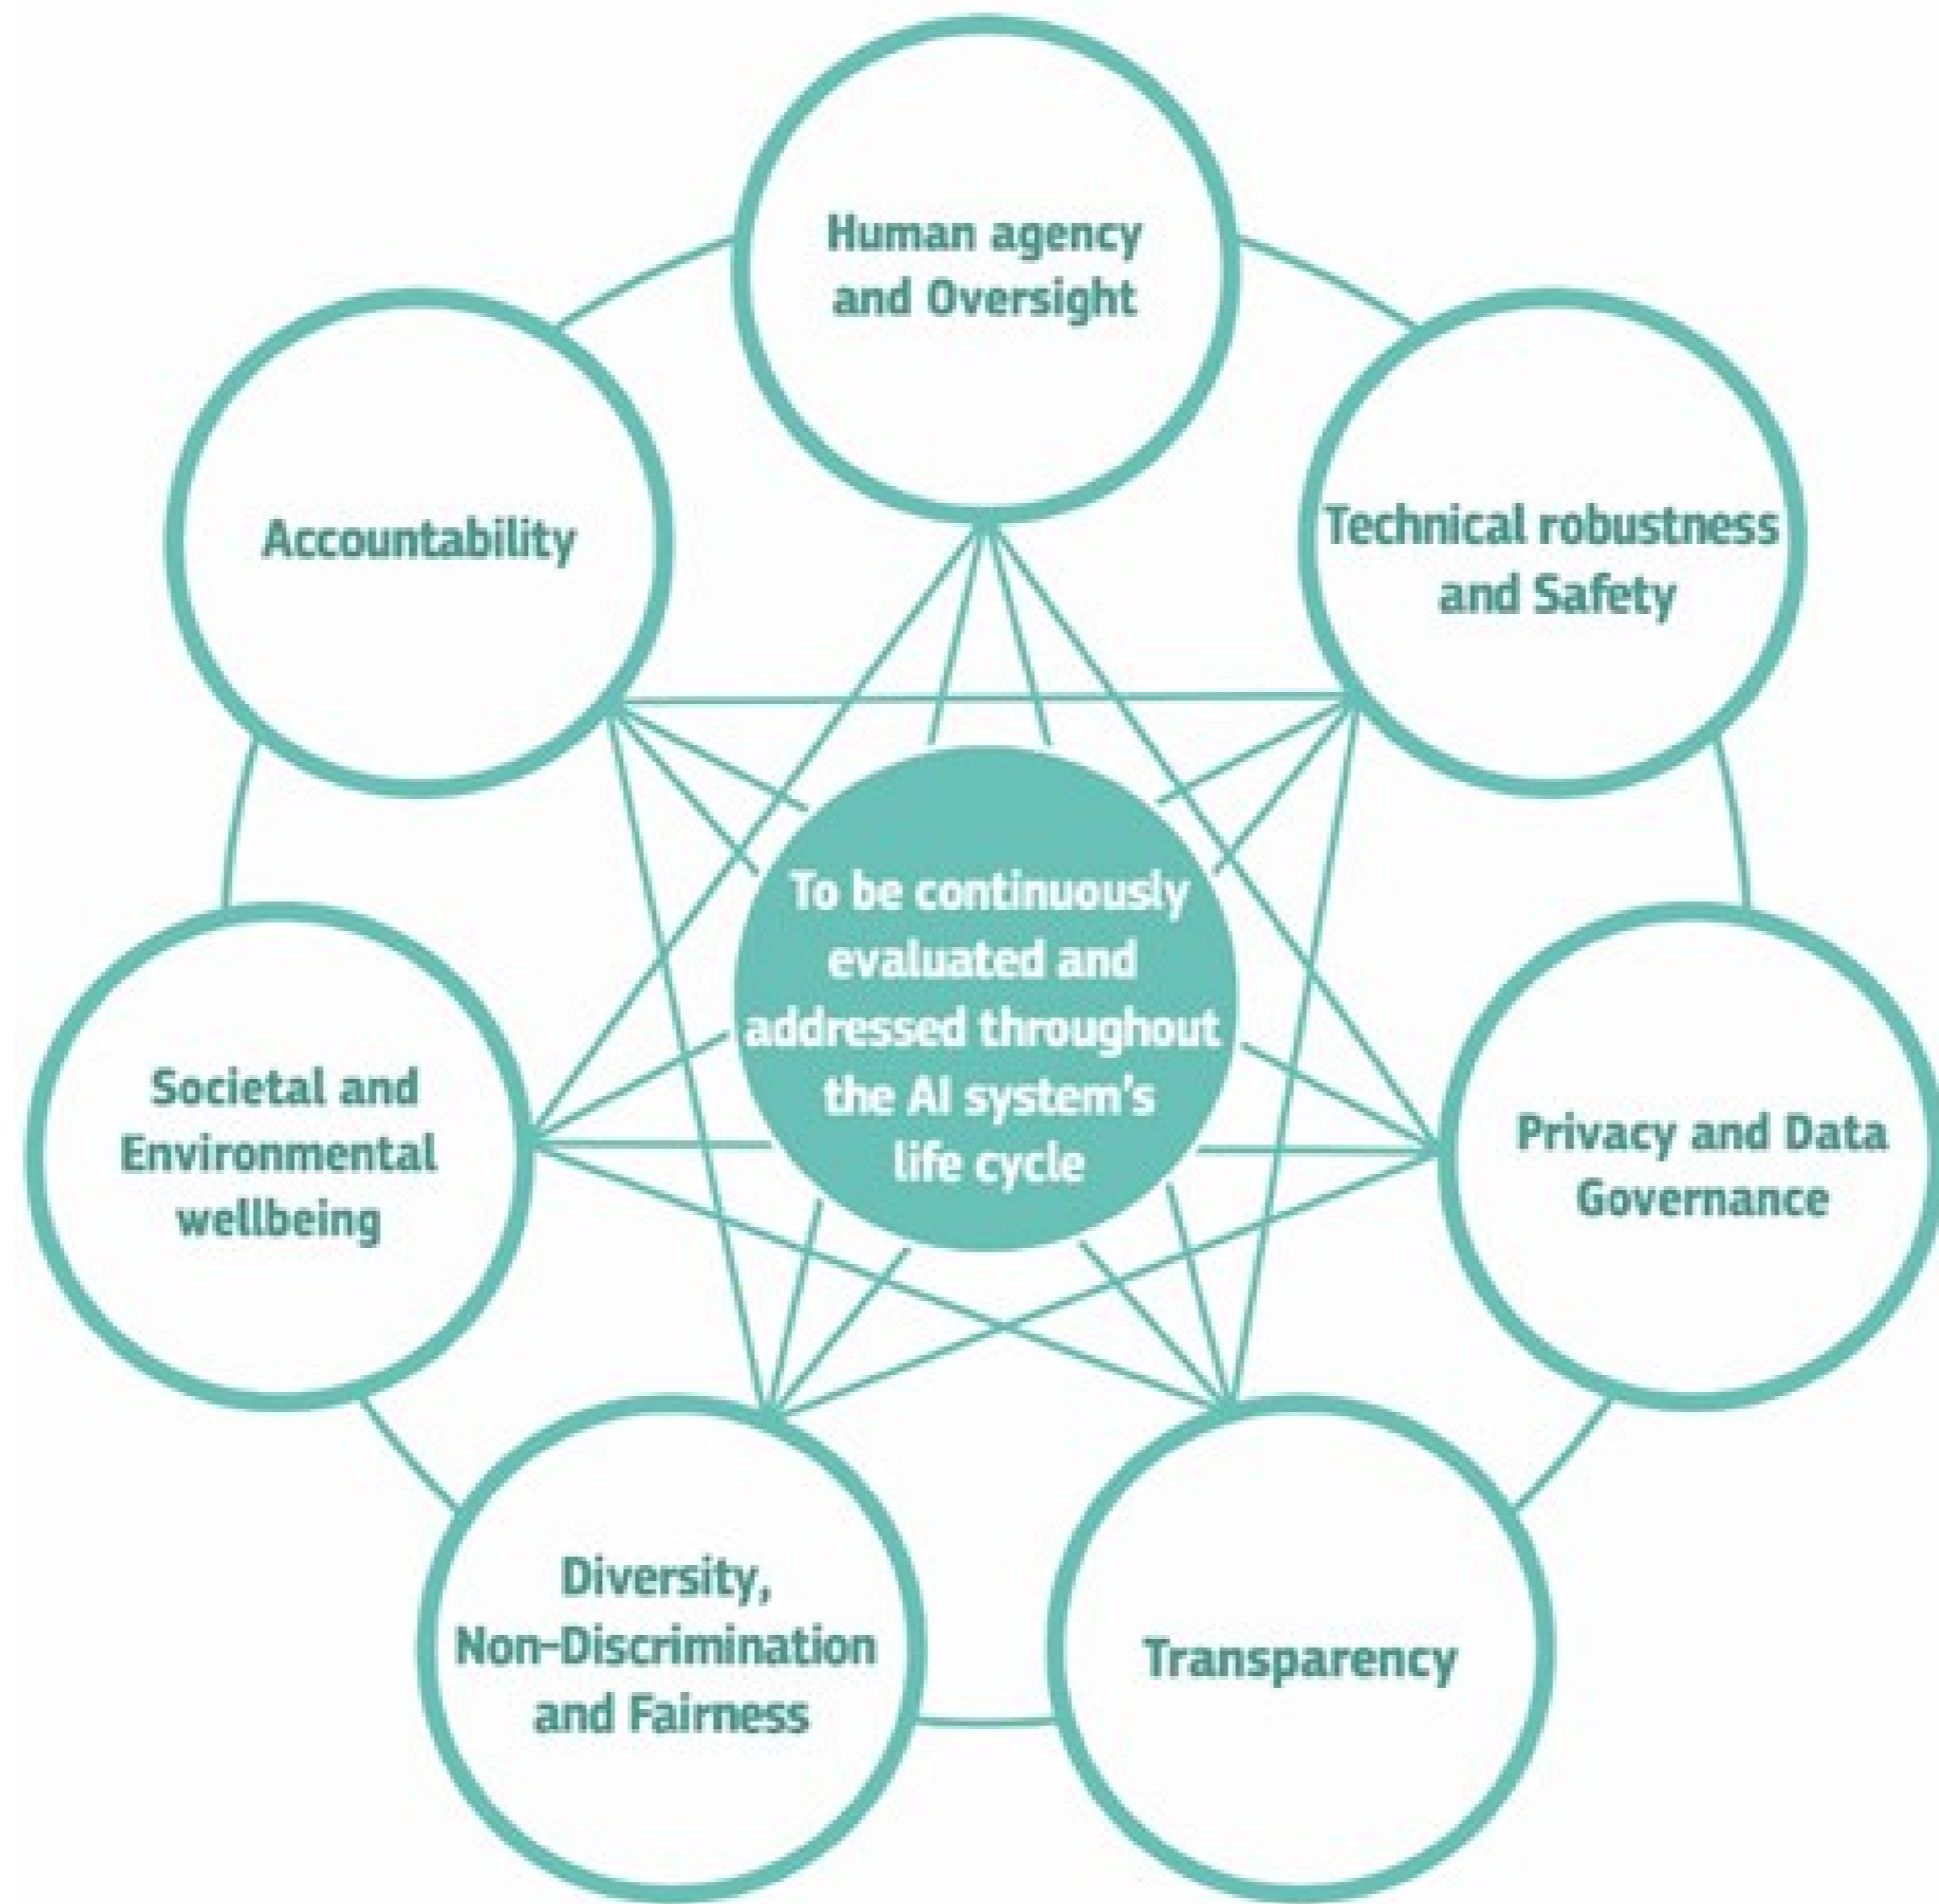 Human agency
and Oversight
Technical robustness
and Safety
Privacy and Data
Governance
Transparency
Diversity,
Non-Discrimination
and Fairness
Societal and
Environmental
wellbeing
Accountability
To be continuously
evaluated and
addressed throughout
the AI system's
life cycle